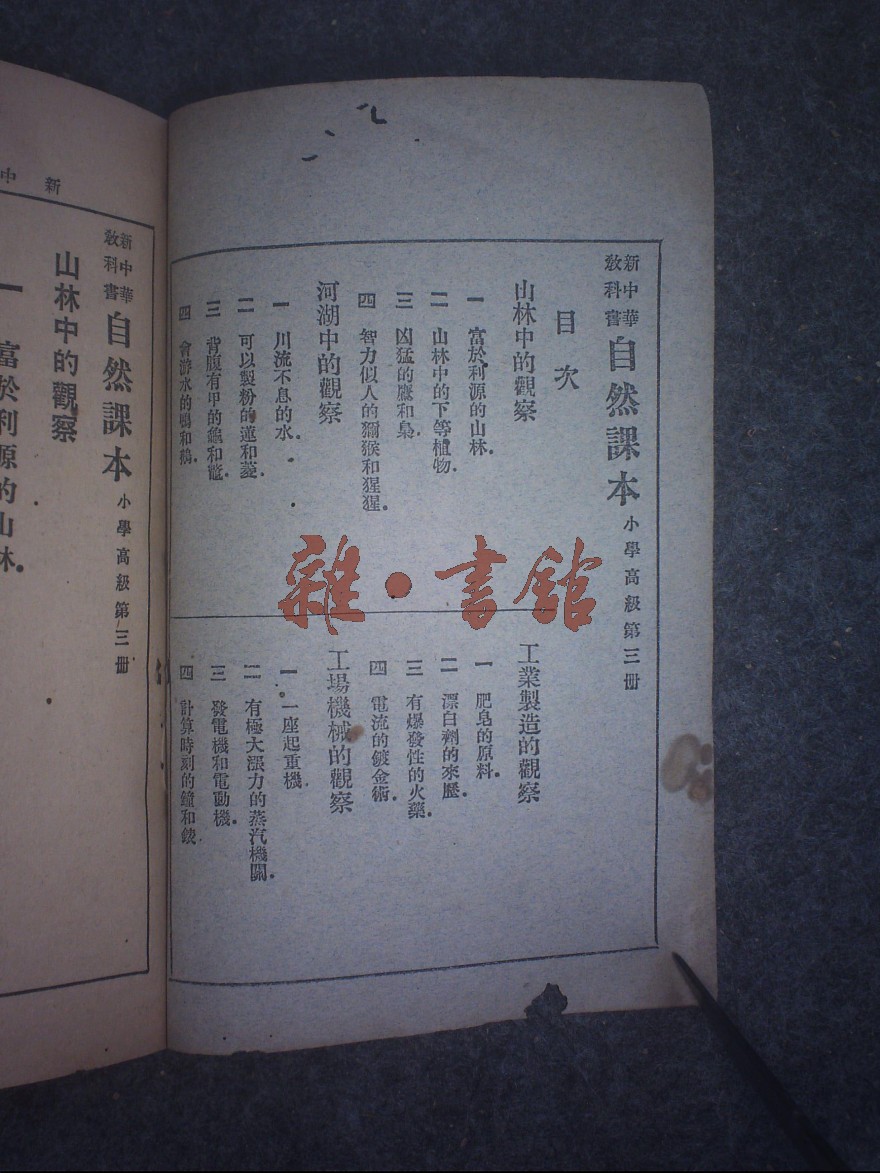 新中華
教科書
自然課本 小學高級第三册
目次
山林中的觀察
一 富於利源的山林.
二 山林中的下等植物.
三 凶猛的鷹和梟.
四 智力似人的獼猴和猩猩.
河湖中的觀察
一 川流不息的水.
二 可以製粉的蓮和菱.
三 背腹有甲的龜和鼈.
四 會游水的鴨和鵝.
工業製造的觀察
一 肥皂的原料.
二 漂白劑的來歷.
三 有爆發性的火藥.
四 電流的鍍金術.
工場機械的觀察
一 一座起重機.
二 有極大漲力的蒸汽機關.
三 發電機和電動機.
四 計算時刻的鐘和錶
雜·書館
新中
新中華
教科書
自然課本 小學高級第三册
山林中的觀察
一 富於利源的山林.